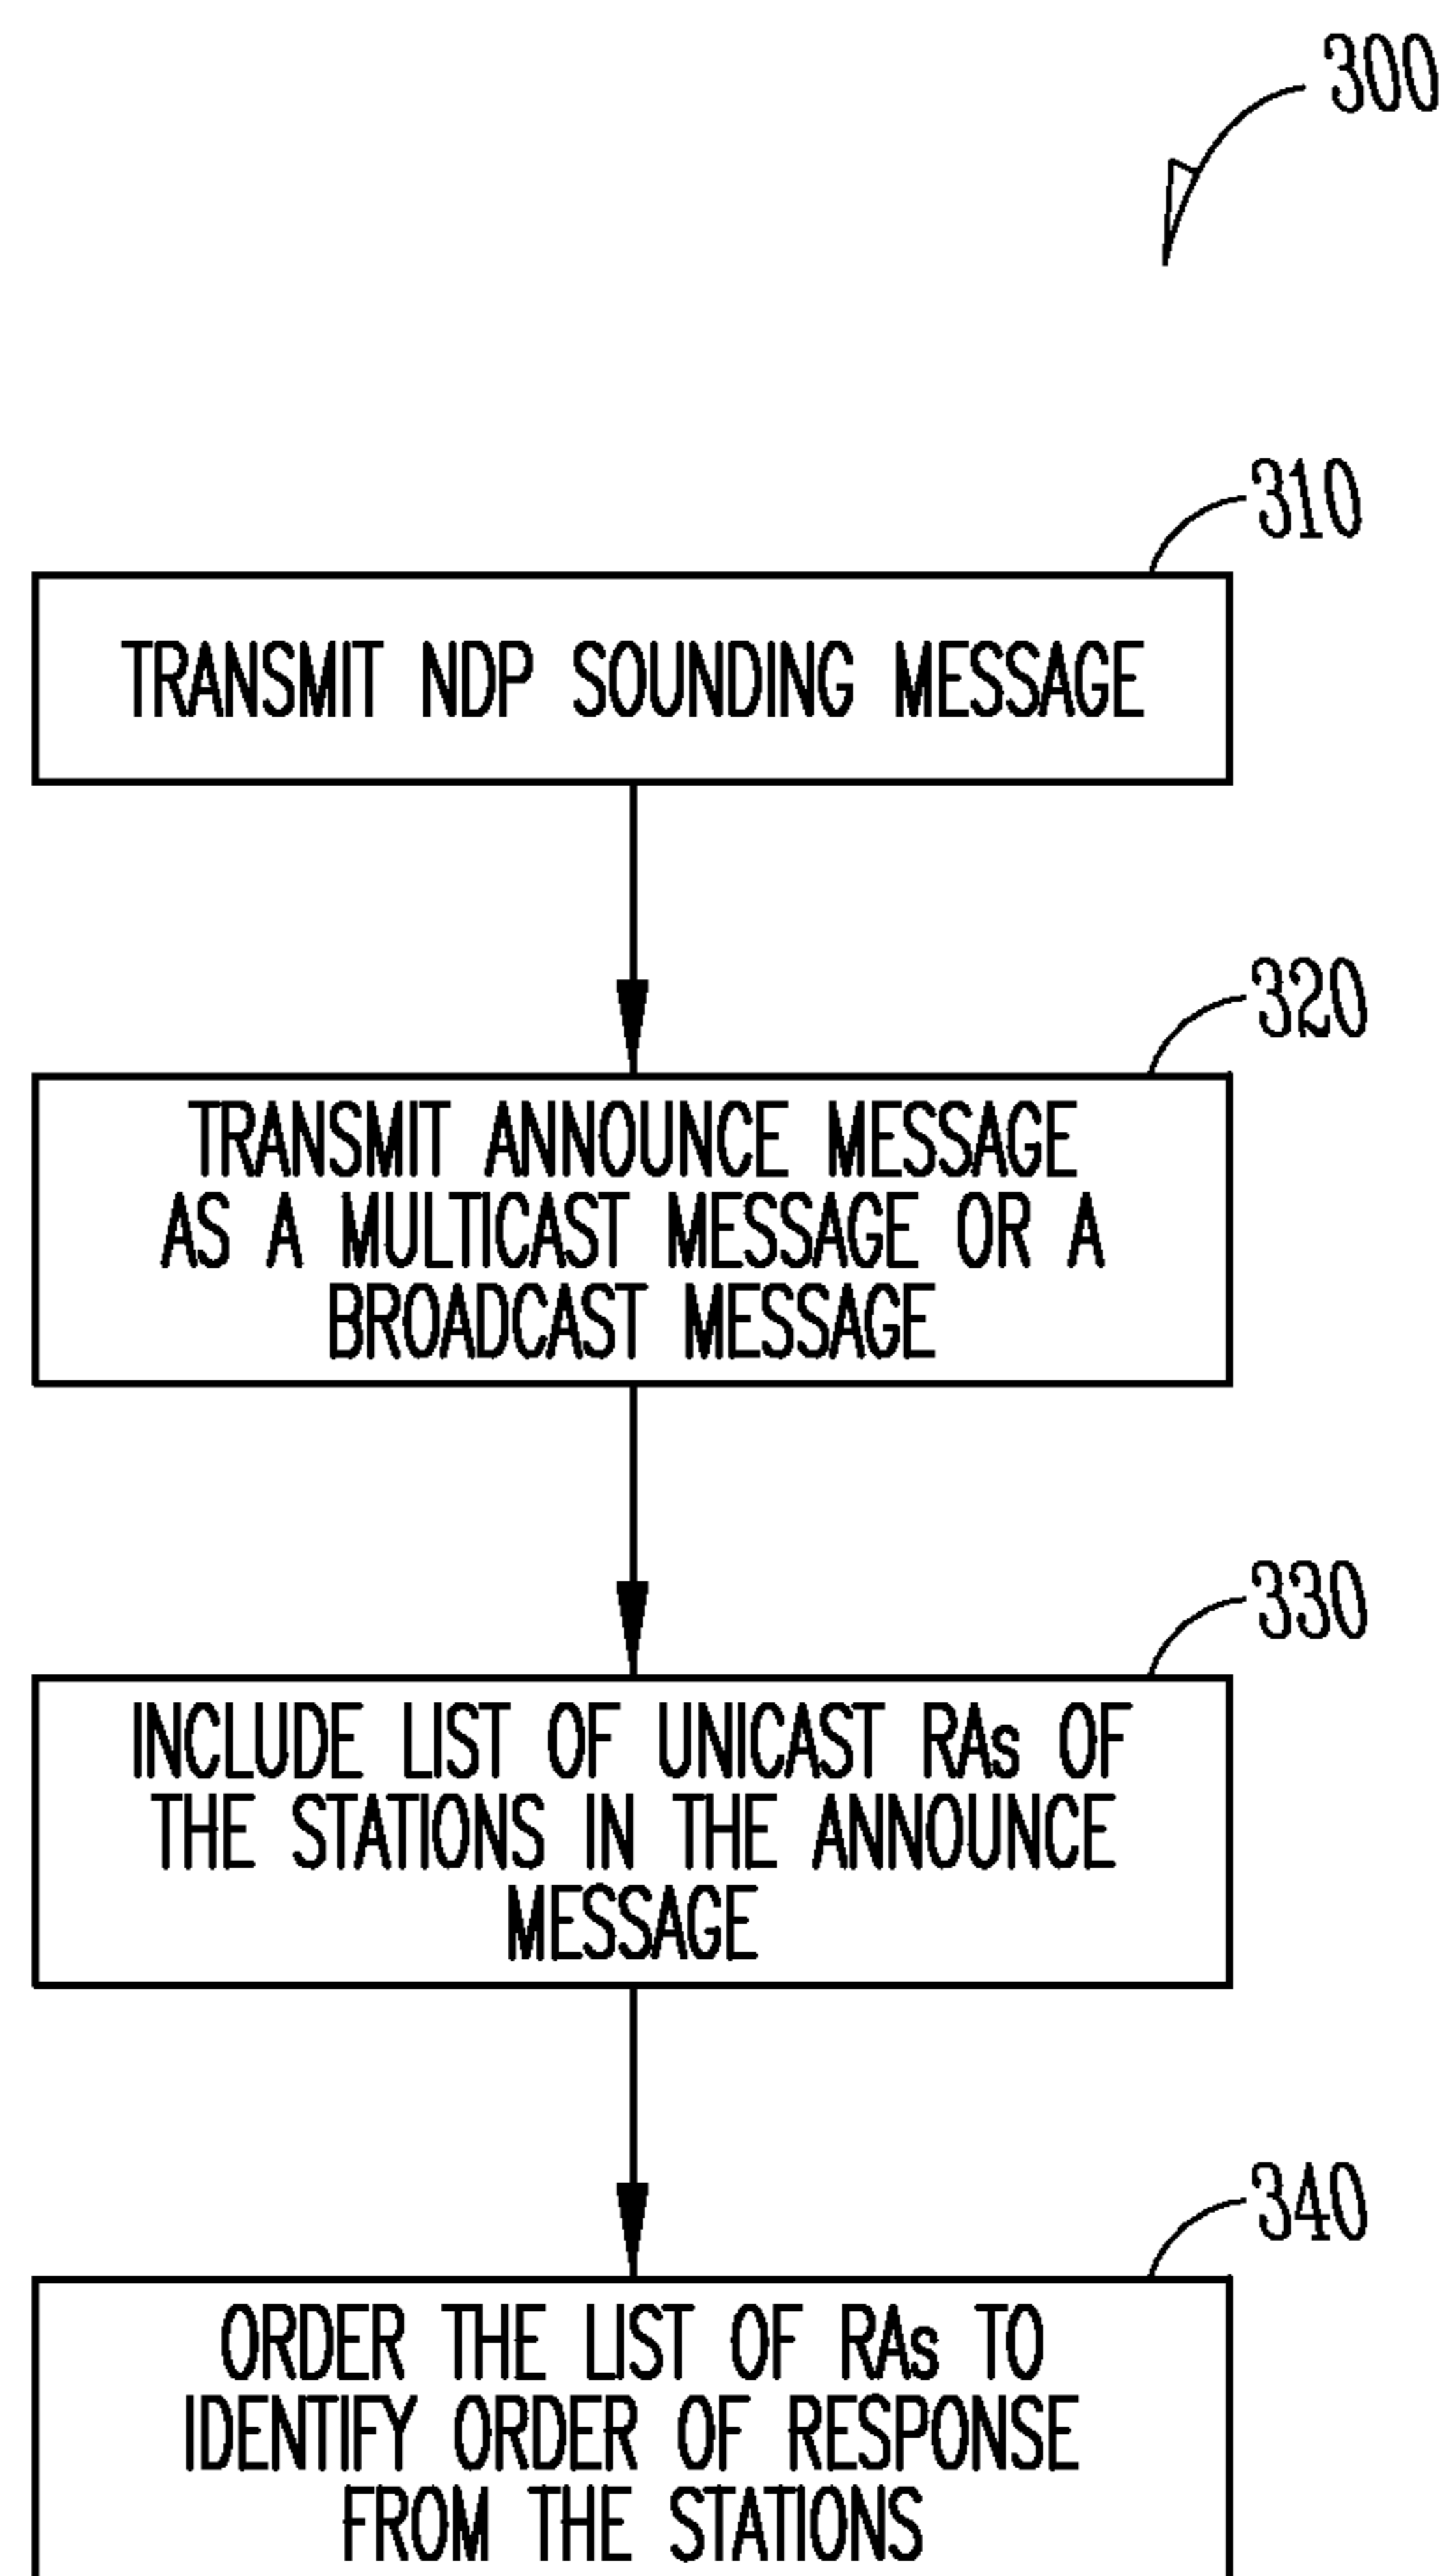 300
310
TRANSMIT NDP SOUNDING MESSAGE
320
TRANSMIT ANNOUNCE MESSAGE
AS A MULTICAST MESSAGE OR A
BROADCAST MESSAGE
330
INCLUDE LIST OF UNICAST RAs OF
THE STATIONS IN THE ANNOUNCE
MESSAGE
340
ORDER THE LIST OF RAs TO
IDENTIFY ORDER OF RESPONSE
FROM THE STATIONS